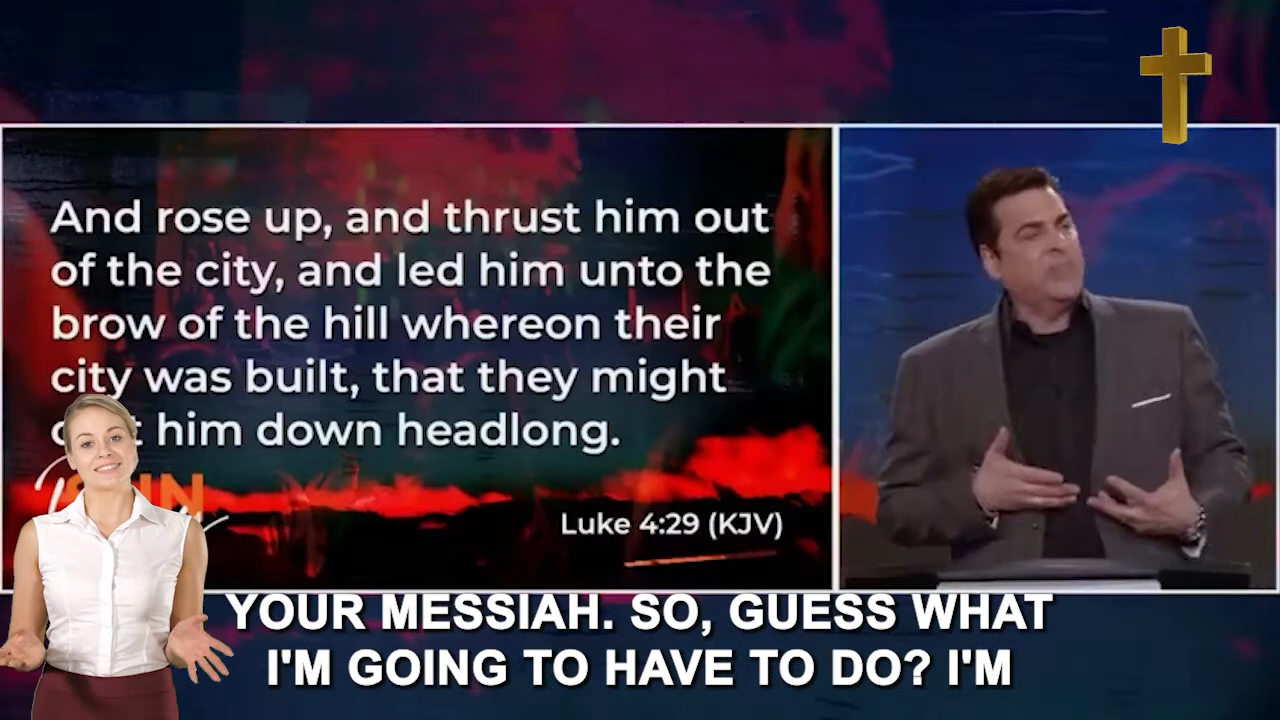 And rose up, and thrust him out
of the city, and led him unto the
brow of the hill whereon their
city was built, that they might
him down headlong.
Luke 4:29 (KJV)
YOUR MESSIAH. SO, GUESS WHAT
I'M GOING TO HAVE TO DO? I'M